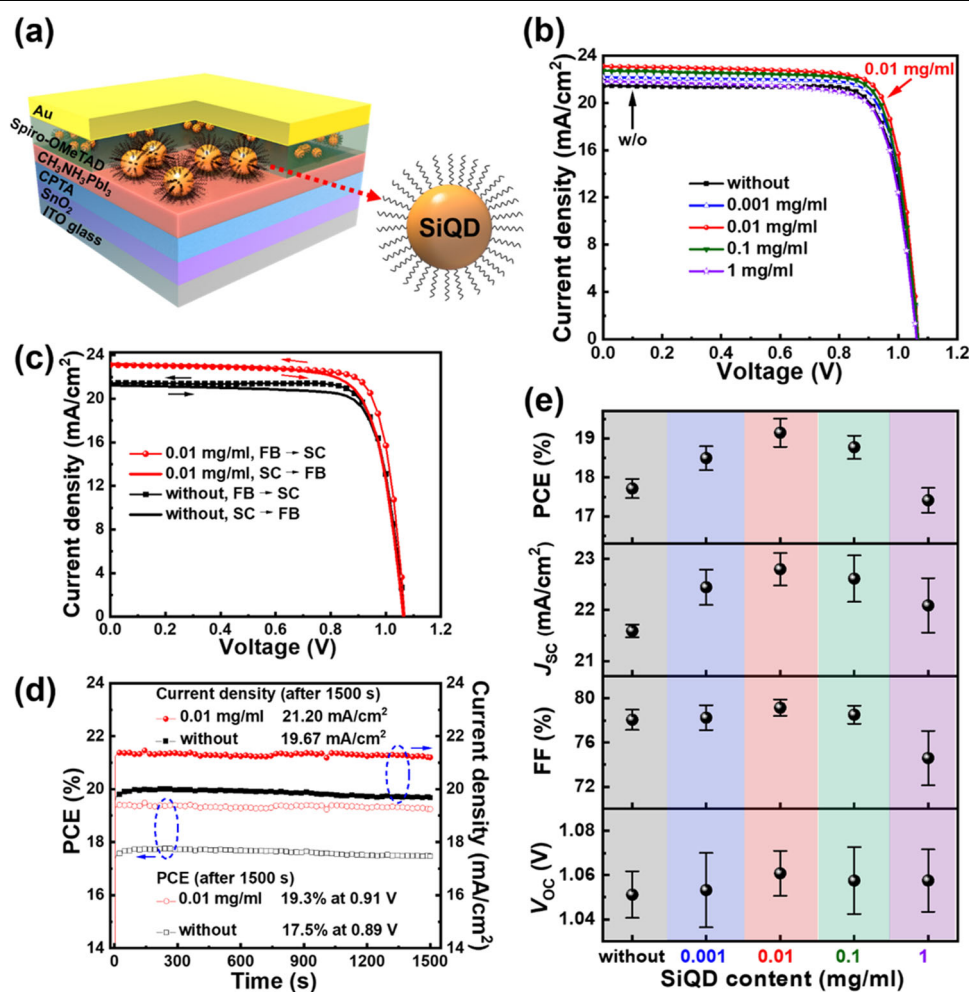 (a)
Au
Spiro-OMeTAD
CH₃NH₃PbI₃
CPTA
SnO₂
ITO glass
SiQD
(b)
Current density (mA/cm²)
24
20
16
12
8
4
0
0.01 mg/ml
w/o
without
0.001 mg/ml
0.01 mg/ml
0.1 mg/ml
1 mg/ml
0.0 0.2 0.4 0.6 0.8 1.0 1.2
Voltage (V)
(c)
Current density (mA/cm²)
24
20
16
12
8
4
0
0.01 mg/ml, FB → SC
0.01 mg/ml, SC → FB
without, FB → SC
without, SC → FB
0.0 0.2 0.4 0.6 0.8 1.0 1.2
Voltage (V)
(d)
PCE (%)
24
22
20
18
16
14
Current density (after 1500 s)
0.01 mg/ml 21.20 mA/cm²
without 19.67 mA/cm²
PCE (after 1500 s)
0.01 mg/ml 19.3% at 0.91 V
without 17.5% at 0.89 V
24
22
20
18
16
14
Current density (mA/cm²)
0 300 600 900 1200 1500
Time (s)
(e)
PCE (%)
19
18
17
JSC (mA/cm²)
23
22
21
FF (%)
80
76
72
VOC (V)
1.08
1.06
1.04
without 0.001 0.01 0.1 1
SiQD content (mg/ml)